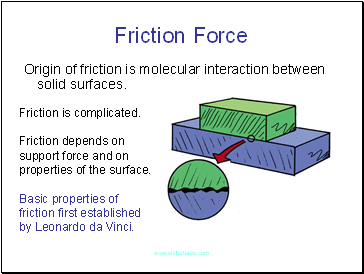 Friction Force
Origin of friction is molecular interaction between
solid surfaces.
Friction is complicated.
Friction depends on
support force and on
properties of the surface.
Basic properties of
friction first established
by Leonardo da Vinci.